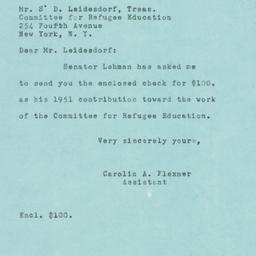 Mr. S. D. Leidesdorf, Treas.
Committee for Refugee Education
254 Fourth Avenue
New York, N. Y.
Dear Mr. Leidesdorf:
Senator Lehman has asked me
to send you the enclosed check for $100.
as his 1951 contribution toward the work
of the Committee for Refugee Education.
Very sincerely yours,
Carolin A. Flexner
Assistant
Encl. $100.